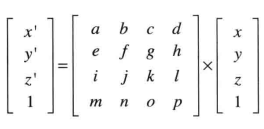 x' a b c d x
y' = e f g h × y
z' i j k l z
1 m n o p 1